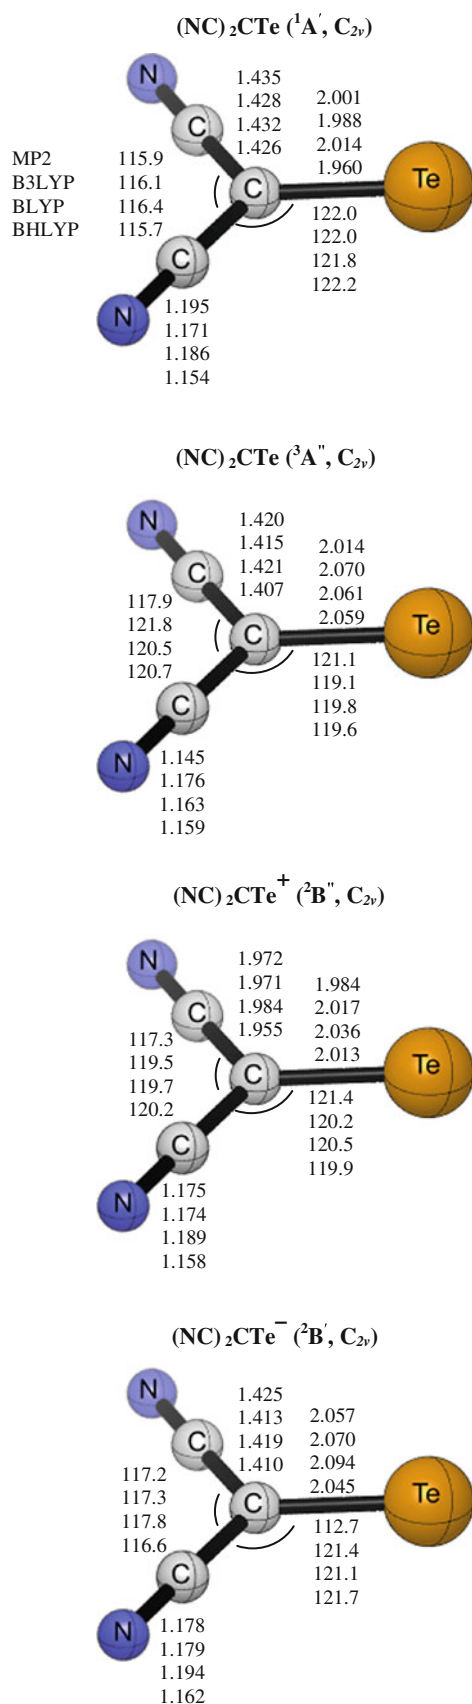 (NC)2CTe (1A', C2v)
N
C
C
C
N
Te
1.435
1.428
1.432
1.426
2.001
1.988
2.014
1.960
MP2 115.9
B3LYP 116.1
BLYP 116.4
BHLYP 115.7
122.0
122.0
121.8
122.2
1.195
1.171
1.186
1.154
(NC)2CTe (3A", C2v)
N
C
C
C
N
Te
1.420
1.415
1.421
1.407
2.014
2.070
2.061
2.059
117.9
121.8
120.5
120.7
121.1
119.1
119.8
119.6
1.145
1.176
1.163
1.159
(NC)2CTe+ (2B", C2v)
N
C
C
C
N
Te
1.972
1.971
1.984
1.955
1.984
2.017
2.036
2.013
117.3
119.5
119.7
120.2
121.4
120.2
120.5
119.9
1.175
1.174
1.189
1.158
(NC)2CTe− (2B', C2v)
N
C
C
C
N
Te
1.425
1.413
1.419
1.410
2.057
2.070
2.094
2.045
117.2
117.3
117.8
116.6
112.7
121.4
121.1
121.7
1.178
1.179
1.194
1.162